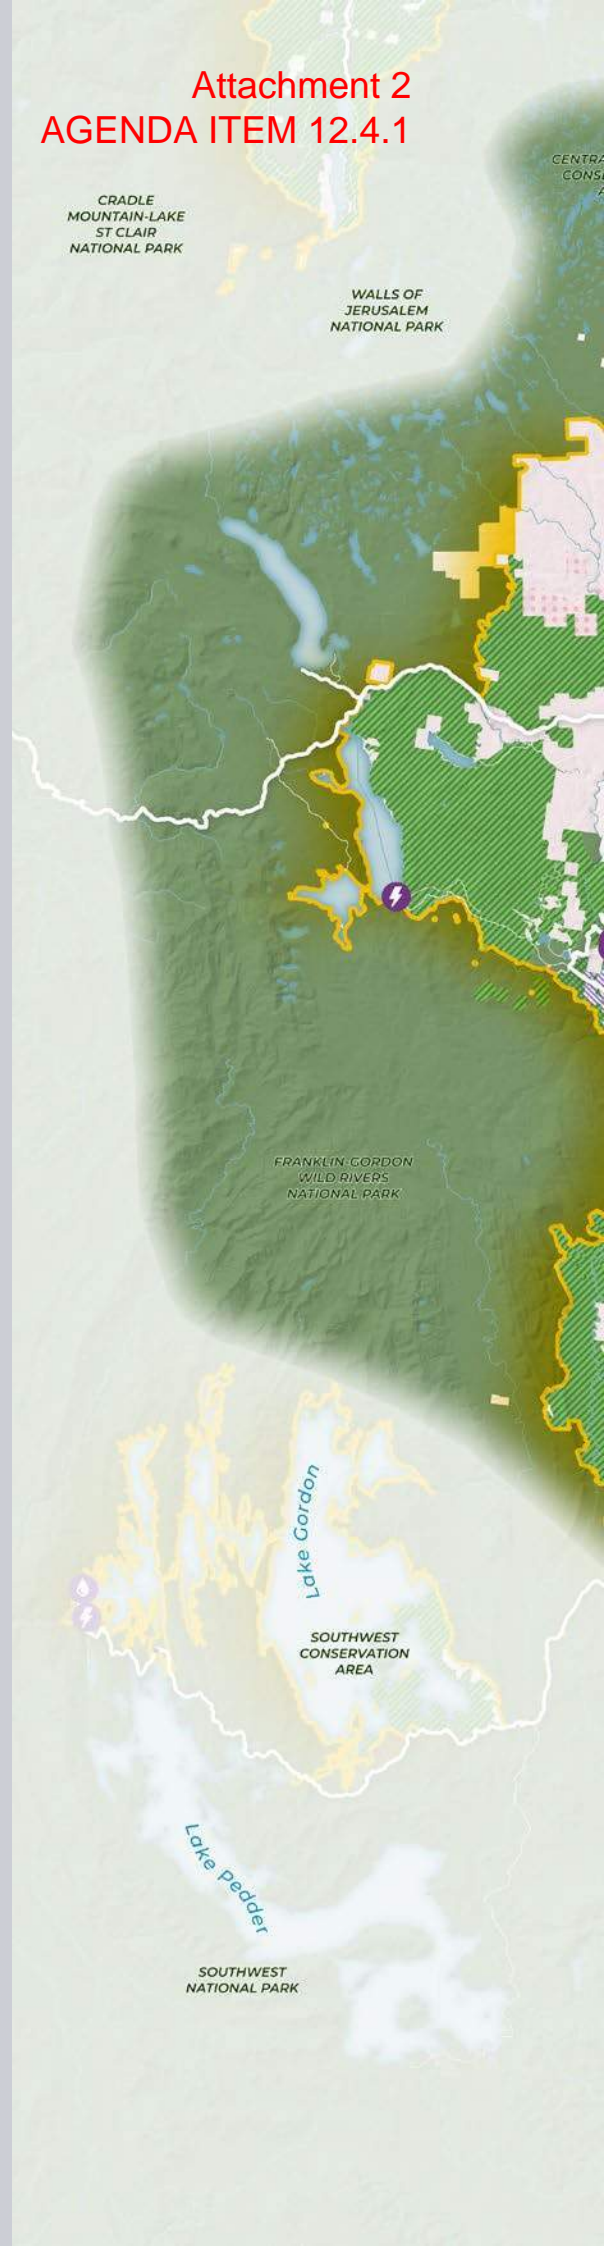 Attachment 2
AGENDA ITEM 12.4.1
CRADLE
MOUNTAIN-LAKE
ST CLAIR
NATIONAL PARK
WALLS OF
JERUSALEM
NATIONAL PARK
FRANKLIN-GORDON
WILD RIVERS
NATIONAL PARK
Lake Gordon
SOUTHWEST
CONSERVATION
AREA
Lake Pedder
SOUTHWEST
NATIONAL PARK